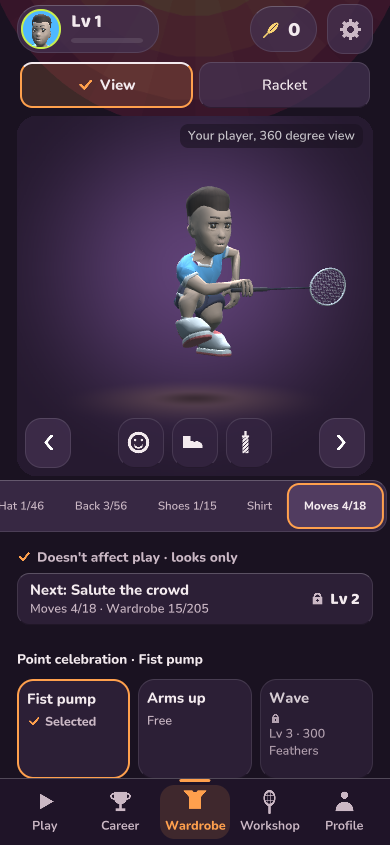 Lv 1
0
View
Racket
Your player, 360 degree view
Hat 1/46
Back 3/56
Shoes 1/15
Shirt
Moves 4/18
Doesn't affect play · looks only
Next: Salute the crowd
Moves 4/18 · Wardrobe 15/205
Lv 2
Point celebration · Fist pump
Fist pump
Selected
Arms up
Free
Wave
Lv 3 · 300
Feathers
Play
Career
Wardrobe
Workshop
Profile